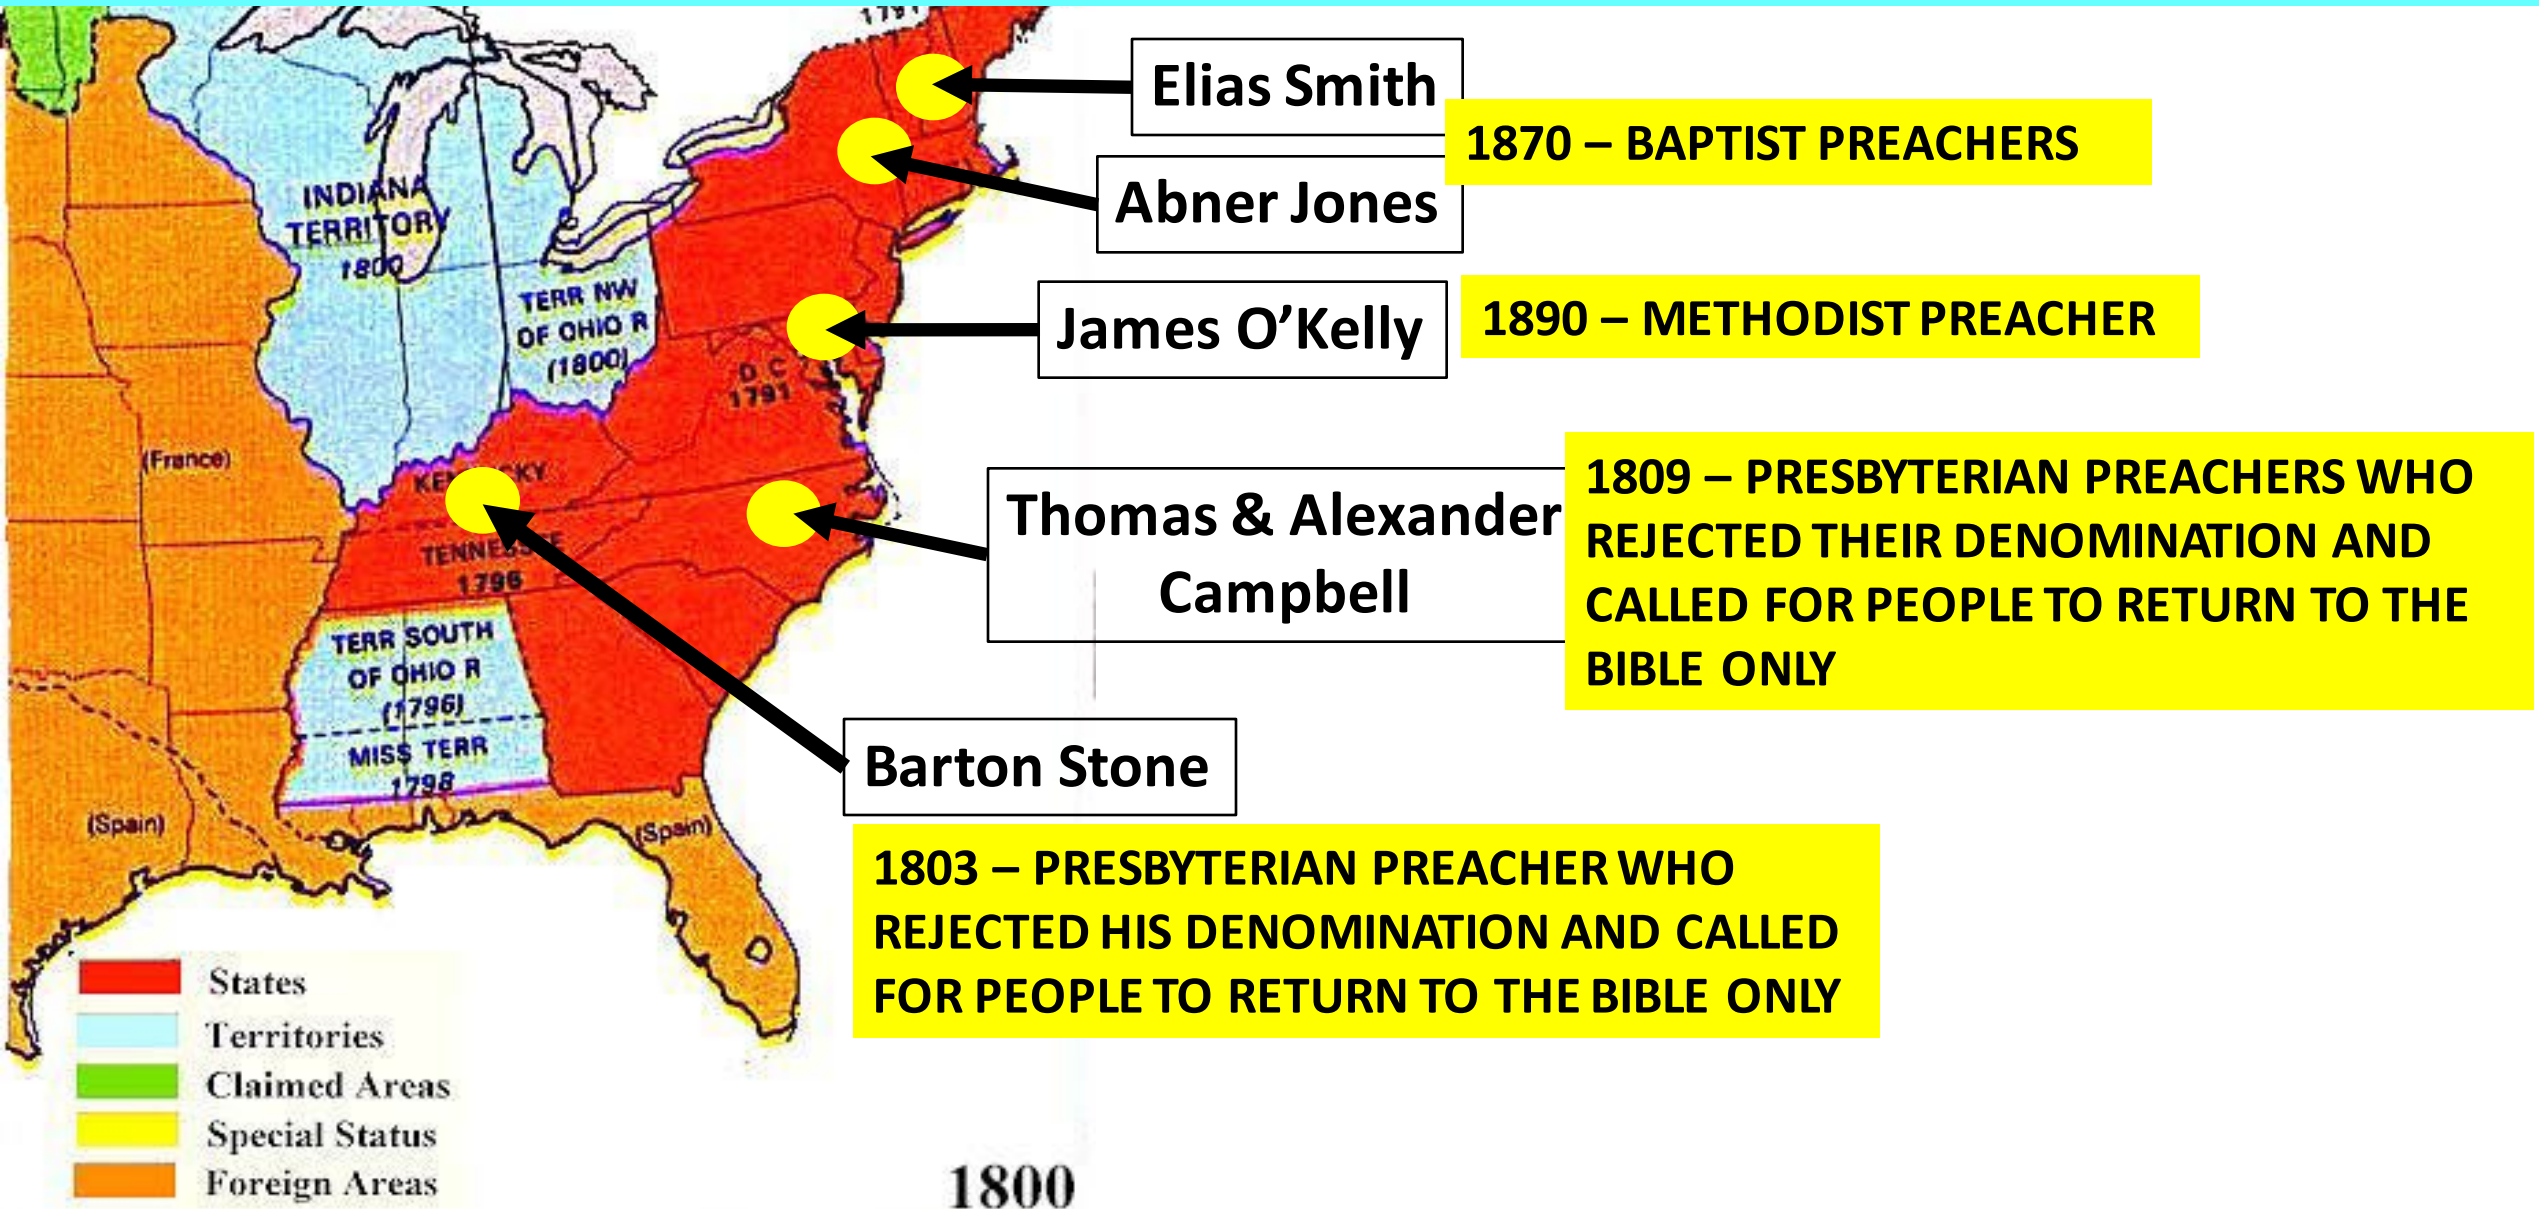 1791
Elias Smith
1870 – BAPTIST PREACHERS
Abner Jones
INDIANA
TERRITORY
1800
TERR NW
OF OHIO R
(1800)
James O’Kelly
1890 – METHODIST PREACHER
D C
1791
(France)
KENTUCKY
TENNESSEE
1796
Thomas & Alexander
Campbell
1809 – PRESBYTERIAN PREACHERS WHO
REJECTED THEIR DENOMINATION AND
CALLED FOR PEOPLE TO RETURN TO THE
BIBLE ONLY
TERR SOUTH
OF OHIO R
(1796)
MISS TERR
1798
(Spain)
(Spain)
Barton Stone
1803 – PRESBYTERIAN PREACHER WHO
REJECTED HIS DENOMINATION AND CALLED
FOR PEOPLE TO RETURN TO THE BIBLE ONLY
States
Territories
Claimed Areas
Special Status
Foreign Areas
1800